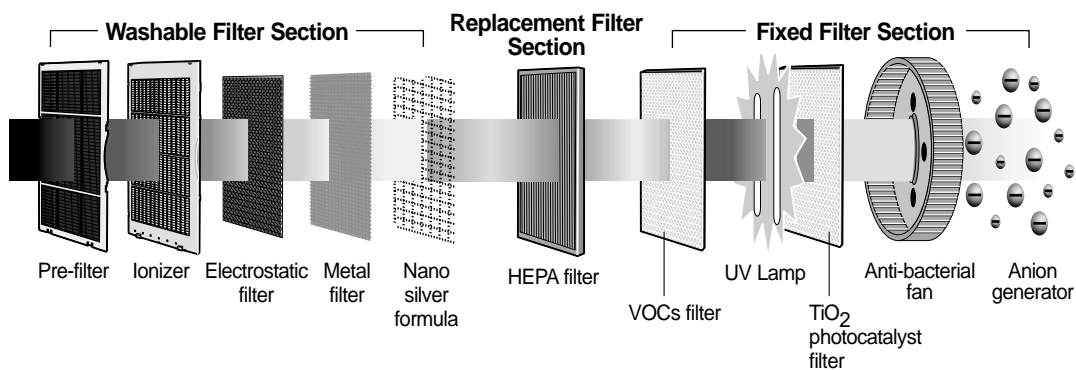 Washable Filter Section
Replacement Filter
Section
Fixed Filter Section
Pre-filter
Ionizer
Electrostatic
filter
Metal
filter
Nano
silver
formula
HEPA filter
VOCs filter
UV Lamp
TiO2
photocatalyst
filter
Anti-bacterial
fan
Anion
generator